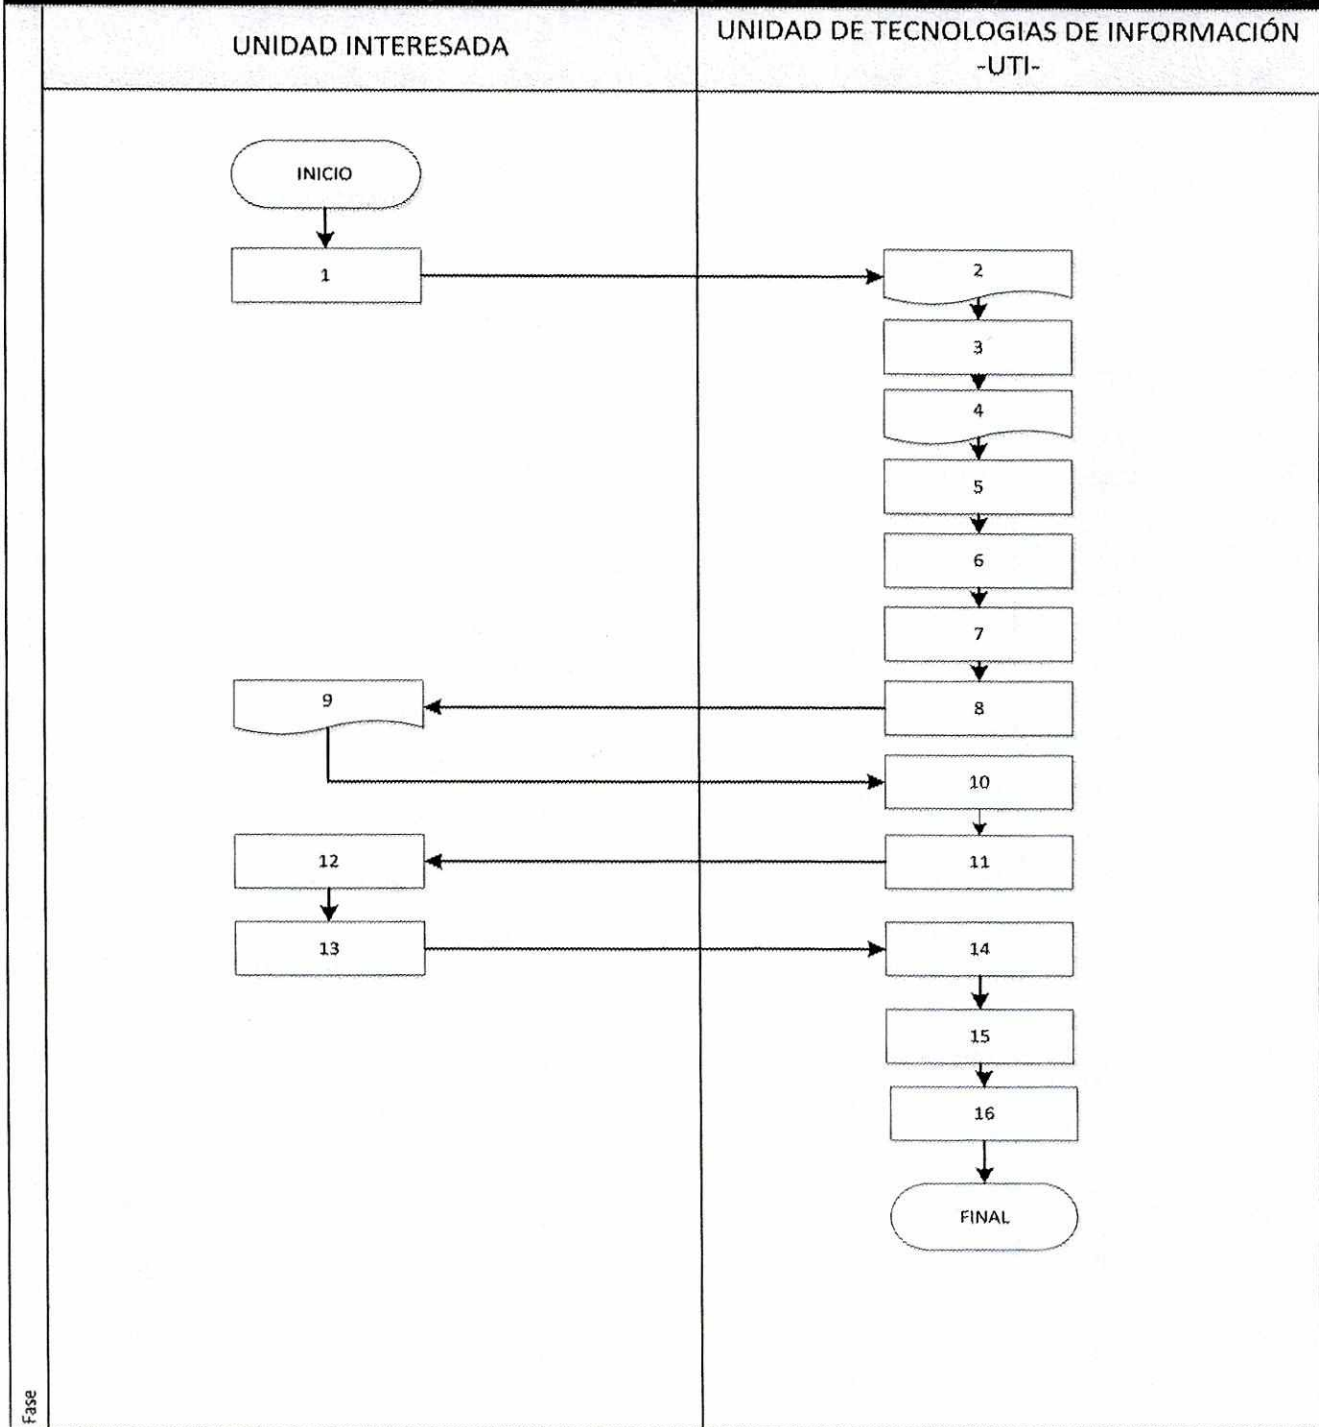 UNIDAD INTERESADA
UNIDAD DE TECNOLOGIAS DE INFORMACIÓN
-UTI-
INICIO
1
2
3
4
5
6
7
9
8
10
12
11
13
14
15
16
FINAL
Fase